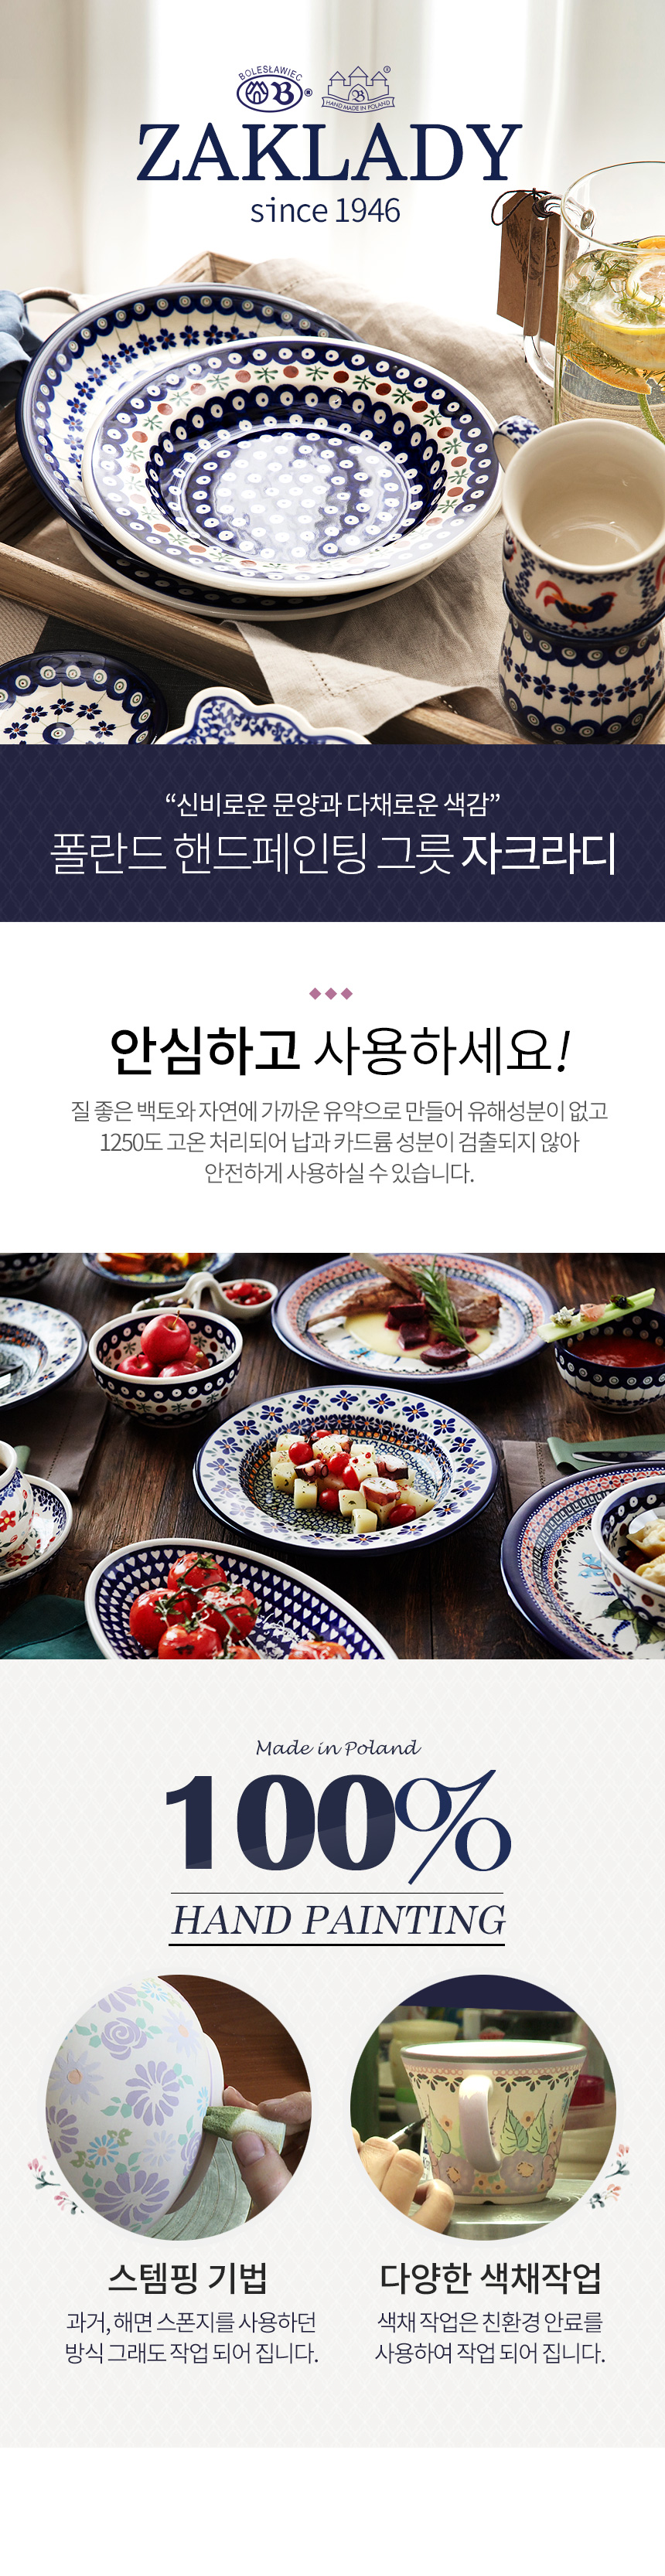 BOLESŁAWIEC
B
HAND MADE IN POLAND
ZAKLADY
since 1946
“신비로운 문양과 다채로운 색감”
폴란드 핸드페인팅 그릇 자크라디
안심하고 사용하세요!
질 좋은 백토와 자연에 가까운 유약으로 만들어 유해성분이 없고
1250도 고온 처리되어 납과 카드륨 성분이 검출되지 않아
안전하게 사용하실 수 있습니다.
Made in Poland
100%
HAND PAINTING
스템핑 기법
과거, 해면 스폰지를 사용하던
방식 그래도 작업 되어 집니다.
다양한 색채작업
색채 작업은 친환경 안료를
사용하여 작업 되어 집니다.